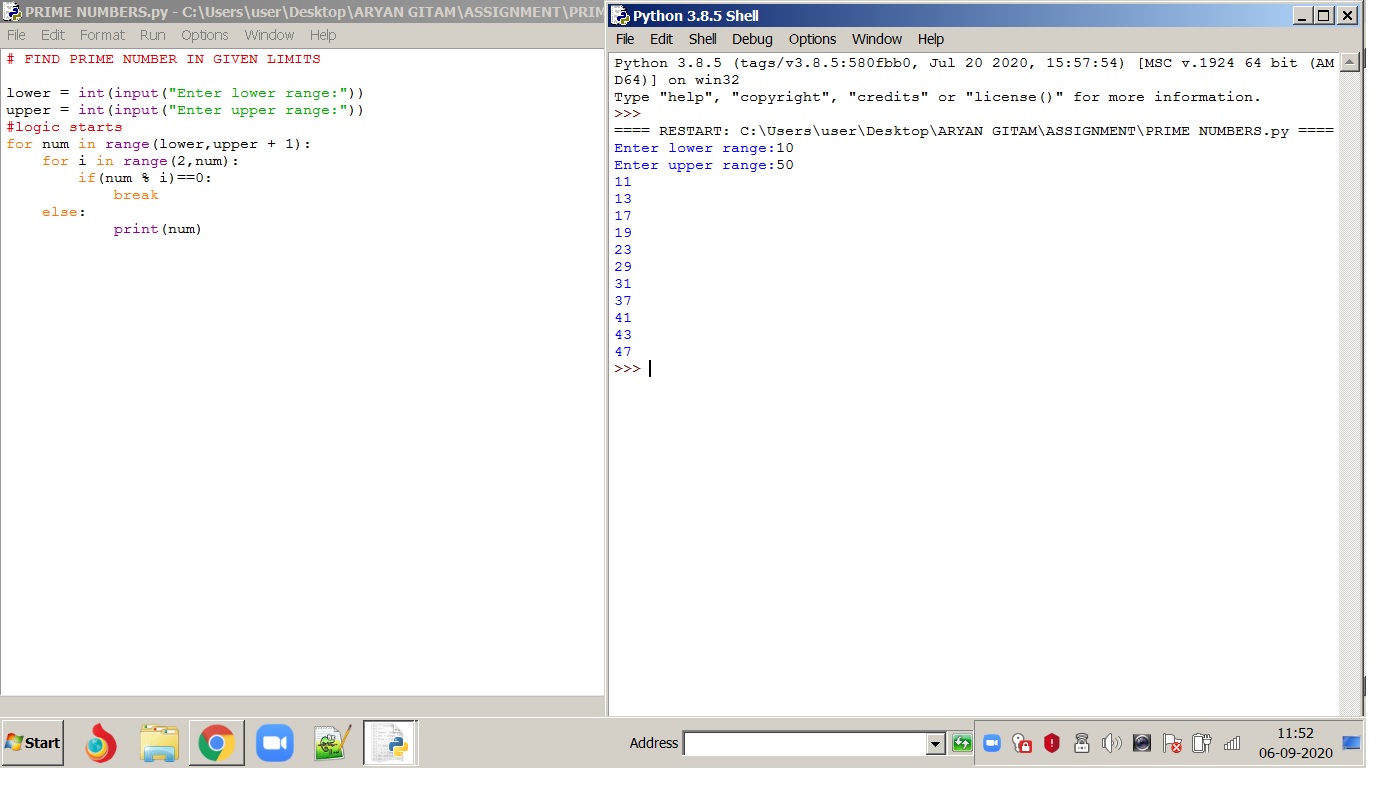 PRIME NUMBERS.py - C:\Users\user\Desktop\ARYAN GITAM\ASSIGNMENT\PRIM
File Edit Format Run Options Window Help
# FIND PRIME NUMBER IN GIVEN LIMITS
lower = int(input("Enter lower range:"))
upper = int(input("Enter upper range:"))
#logic starts
for num in range(lower,upper + 1):
    for i in range(2,num):
        if(num % i)==0:
            break
    else:
            print(num)
Python 3.8.5 Shell
File Edit Shell Debug Options Window Help
Python 3.8.5 (tags/v3.8.5:580fbb0, Jul 20 2020, 15:57:54) [MSC v.1924 64 bit (AM
D64)] on win32
Type "help", "copyright", "credits" or "license()" for more information.
>>>
==== RESTART: C:\Users\user\Desktop\ARYAN GITAM\ASSIGNMENT\PRIME NUMBERS.py ====
Enter lower range:10
Enter upper range:50
11
13
17
19
23
29
31
37
41
43
47
>>>
Start
Address
11:52
06-09-2020